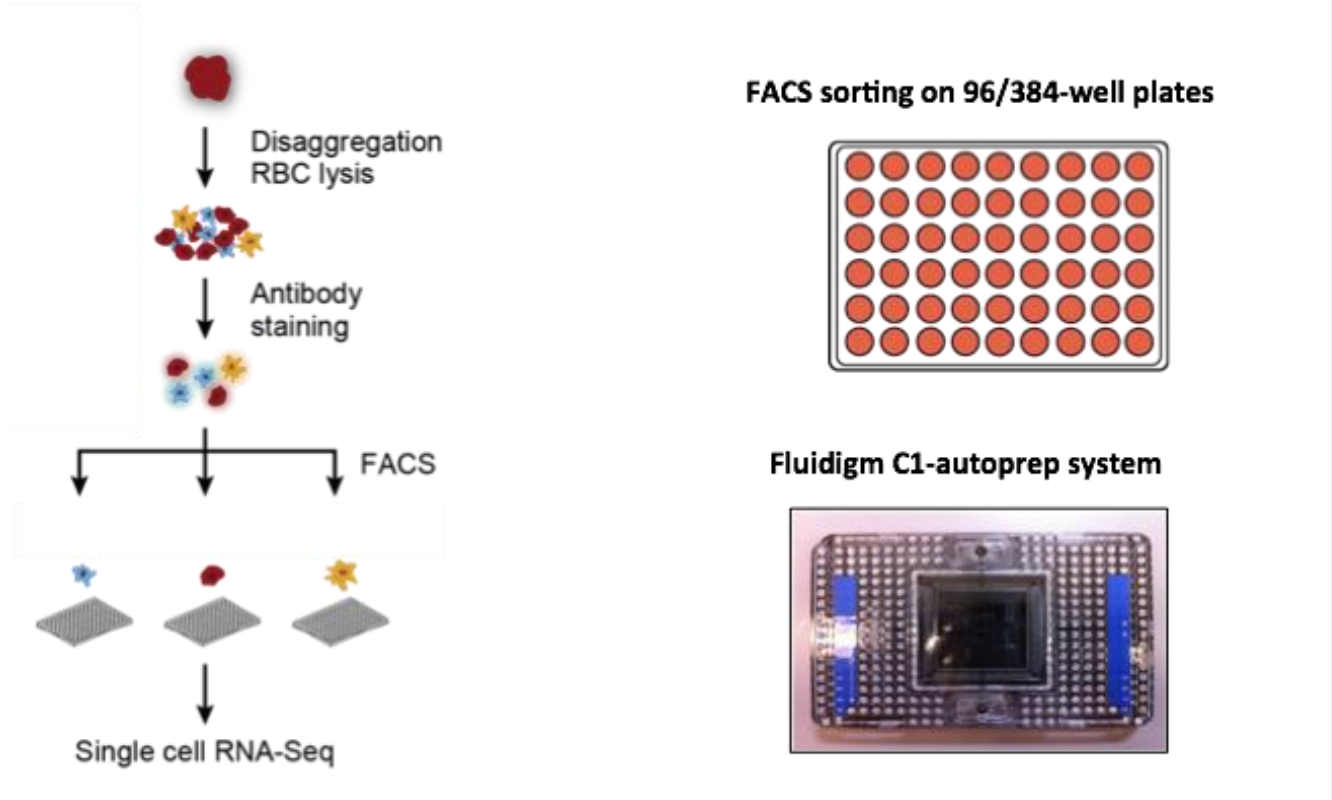 Disaggregation
RBC lysis
Antibody
staining
FACS
Single cell RNA-Seq
FACS sorting on 96/384-well plates
Fluidigm C1-autoprep system